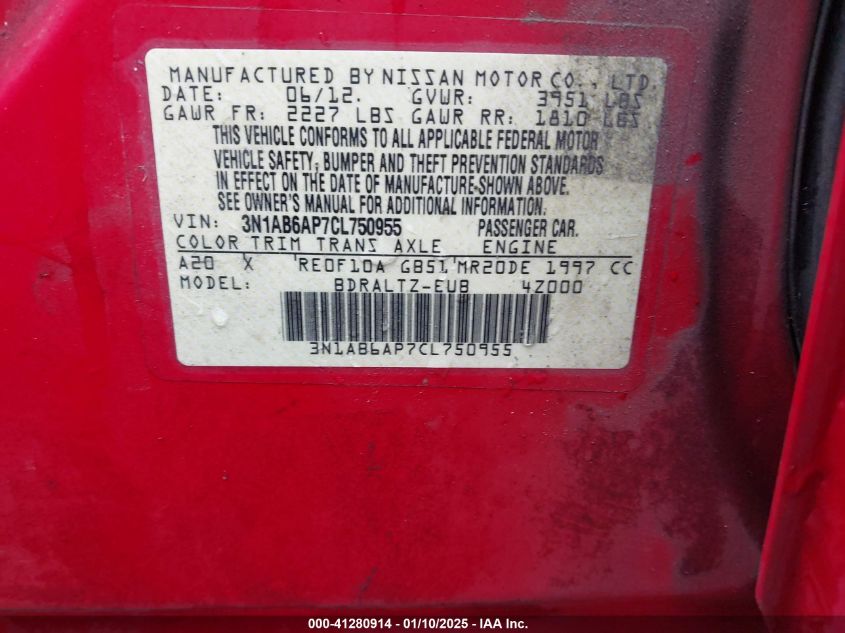 MANUFACTURED BY NISSAN MOTOR CO., LTD.
DATE: 06/12. GVWR: 3951 LBS
GAWR FR: 2227 LBS GAWR RR: 1810 LBS
THIS VEHICLE CONFORMS TO ALL APPLICABLE FEDERAL MOTOR
VEHICLE SAFETY, BUMPER AND THEFT PREVENTION STANDARDS
IN EFFECT ON THE DATE OF MANUFACTURE SHOWN ABOVE.
SEE OWNER'S MANUAL FOR ADDITIONAL INFORMATION.
VIN: 3N1AB6AP7CL750955 PASSENGER CAR.
COLOR TRIM TRANS AXLE ENGINE
A20 X 'RE0F10A GB51'MR20DE 1997 CC
MODEL: BDRALTZ-EUB 4Z000
3N1AB6AP7CL750955
000-41280914 - 01/10/2025 - IAA Inc.